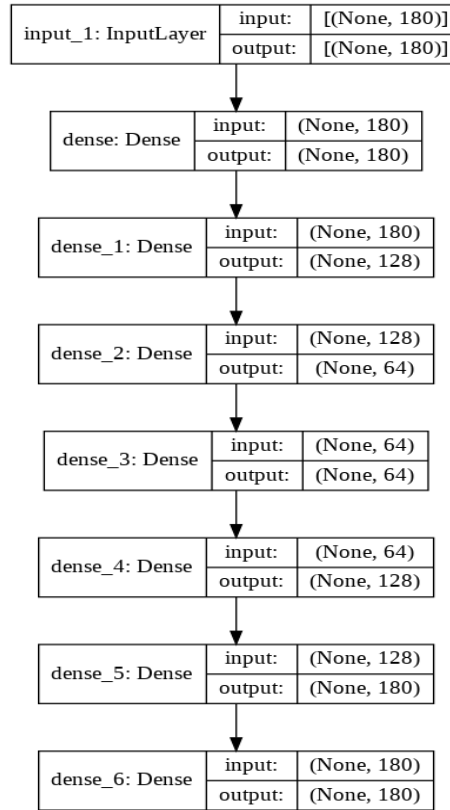 input_1: InputLayer
input: [(None, 180)]
output: [(None, 180)]
dense: Dense
input: (None, 180)
output: (None, 180)
dense_1: Dense
input: (None, 180)
output: (None, 128)
dense_2: Dense
input: (None, 128)
output: (None, 64)
dense_3: Dense
input: (None, 64)
output: (None, 64)
dense_4: Dense
input: (None, 64)
output: (None, 128)
dense_5: Dense
input: (None, 128)
output: (None, 180)
dense_6: Dense
input: (None, 180)
output: (None, 180)